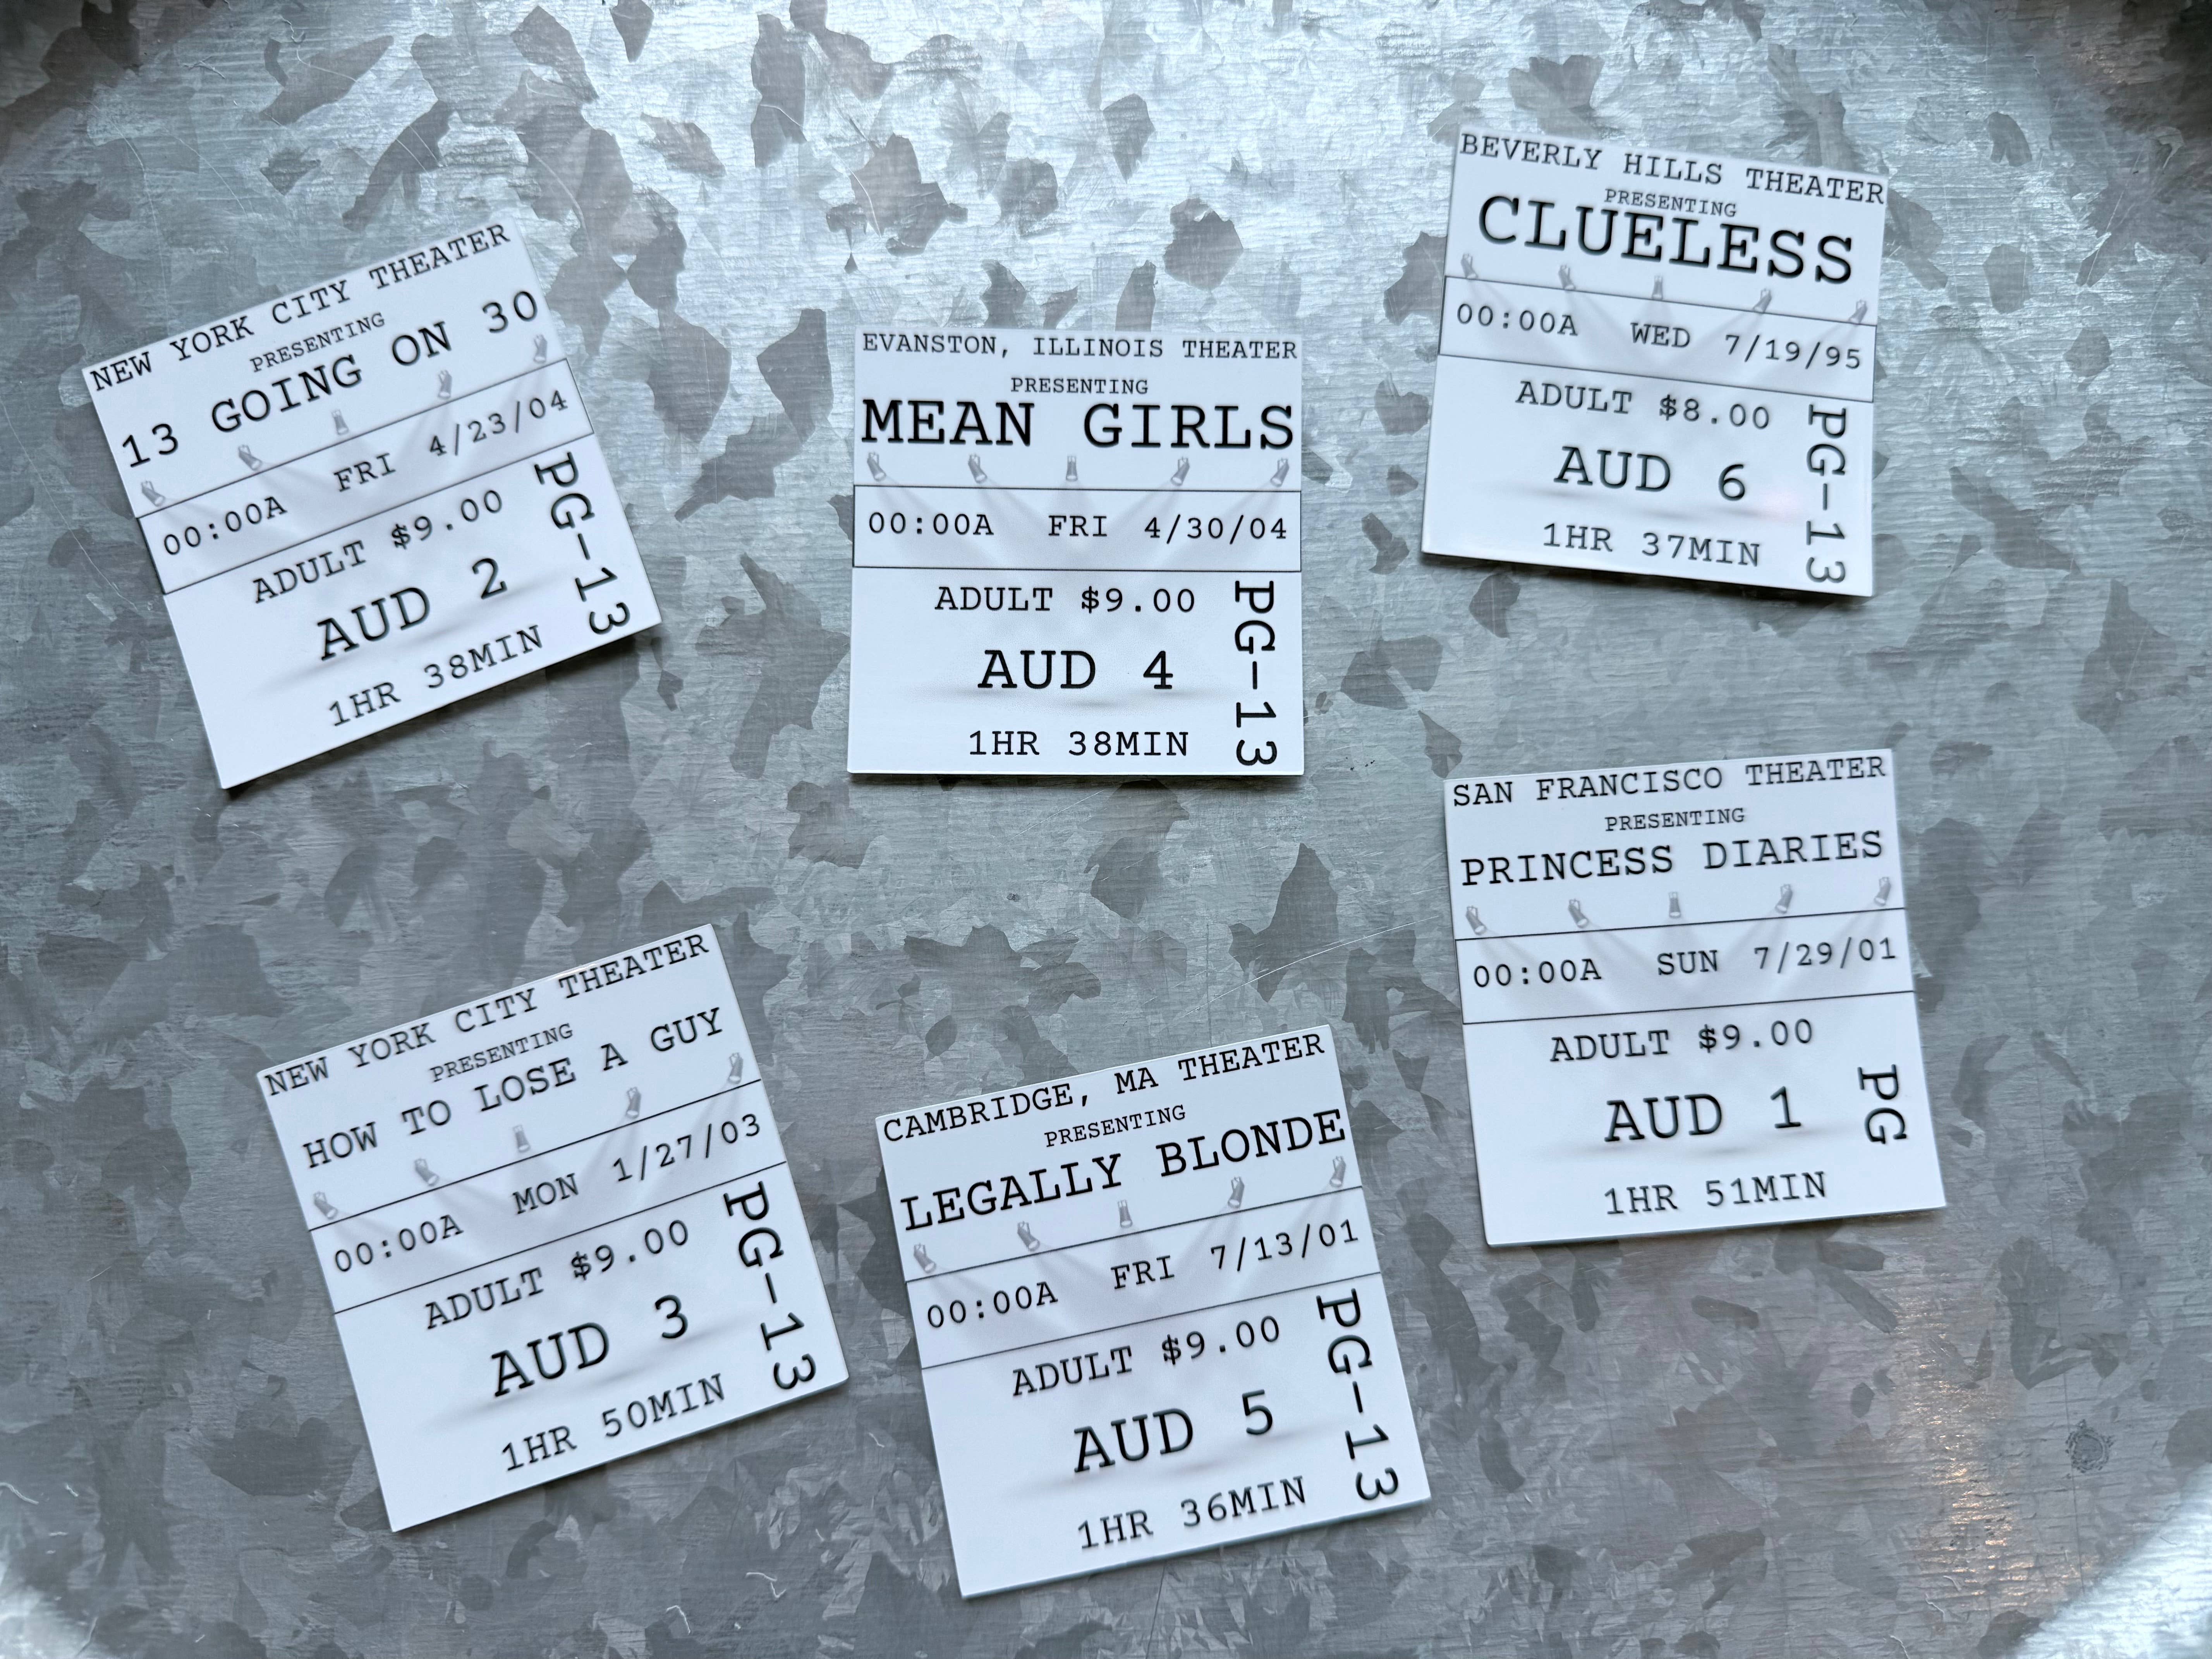 NEW YORK CITY THEATER
PRESENTING
13 GOING ON 30
00:00A FRI 4/23/04
ADULT $9.00
AUD 2
1HR 38MIN
PG-13
EVANSTON, ILLINOIS THEATER
PRESENTING
MEAN GIRLS
00:00A FRI 4/30/04
ADULT $9.00
AUD 4
1HR 38MIN
PG-13
BEVERLY HILLS THEATER
PRESENTING
CLUELESS
00:00A WED 7/19/95
ADULT $8.00
AUD 6
1HR 37MIN
PG-13
NEW YORK CITY THEATER
PRESENTING
HOW TO LOSE A GUY
00:00A MON 1/27/03
ADULT $9.00
AUD 3
1HR 50MIN
PG-13
CAMBRIDGE, MA THEATER
PRESENTING
LEGALLY BLONDE
00:00A FRI 7/13/01
ADULT $9.00
AUD 5
1HR 36MIN
PG-13
SAN FRANCISCO THEATER
PRESENTING
PRINCESS DIARIES
00:00A SUN 7/29/01
ADULT $9.00
AUD 1
1HR 51MIN
PG